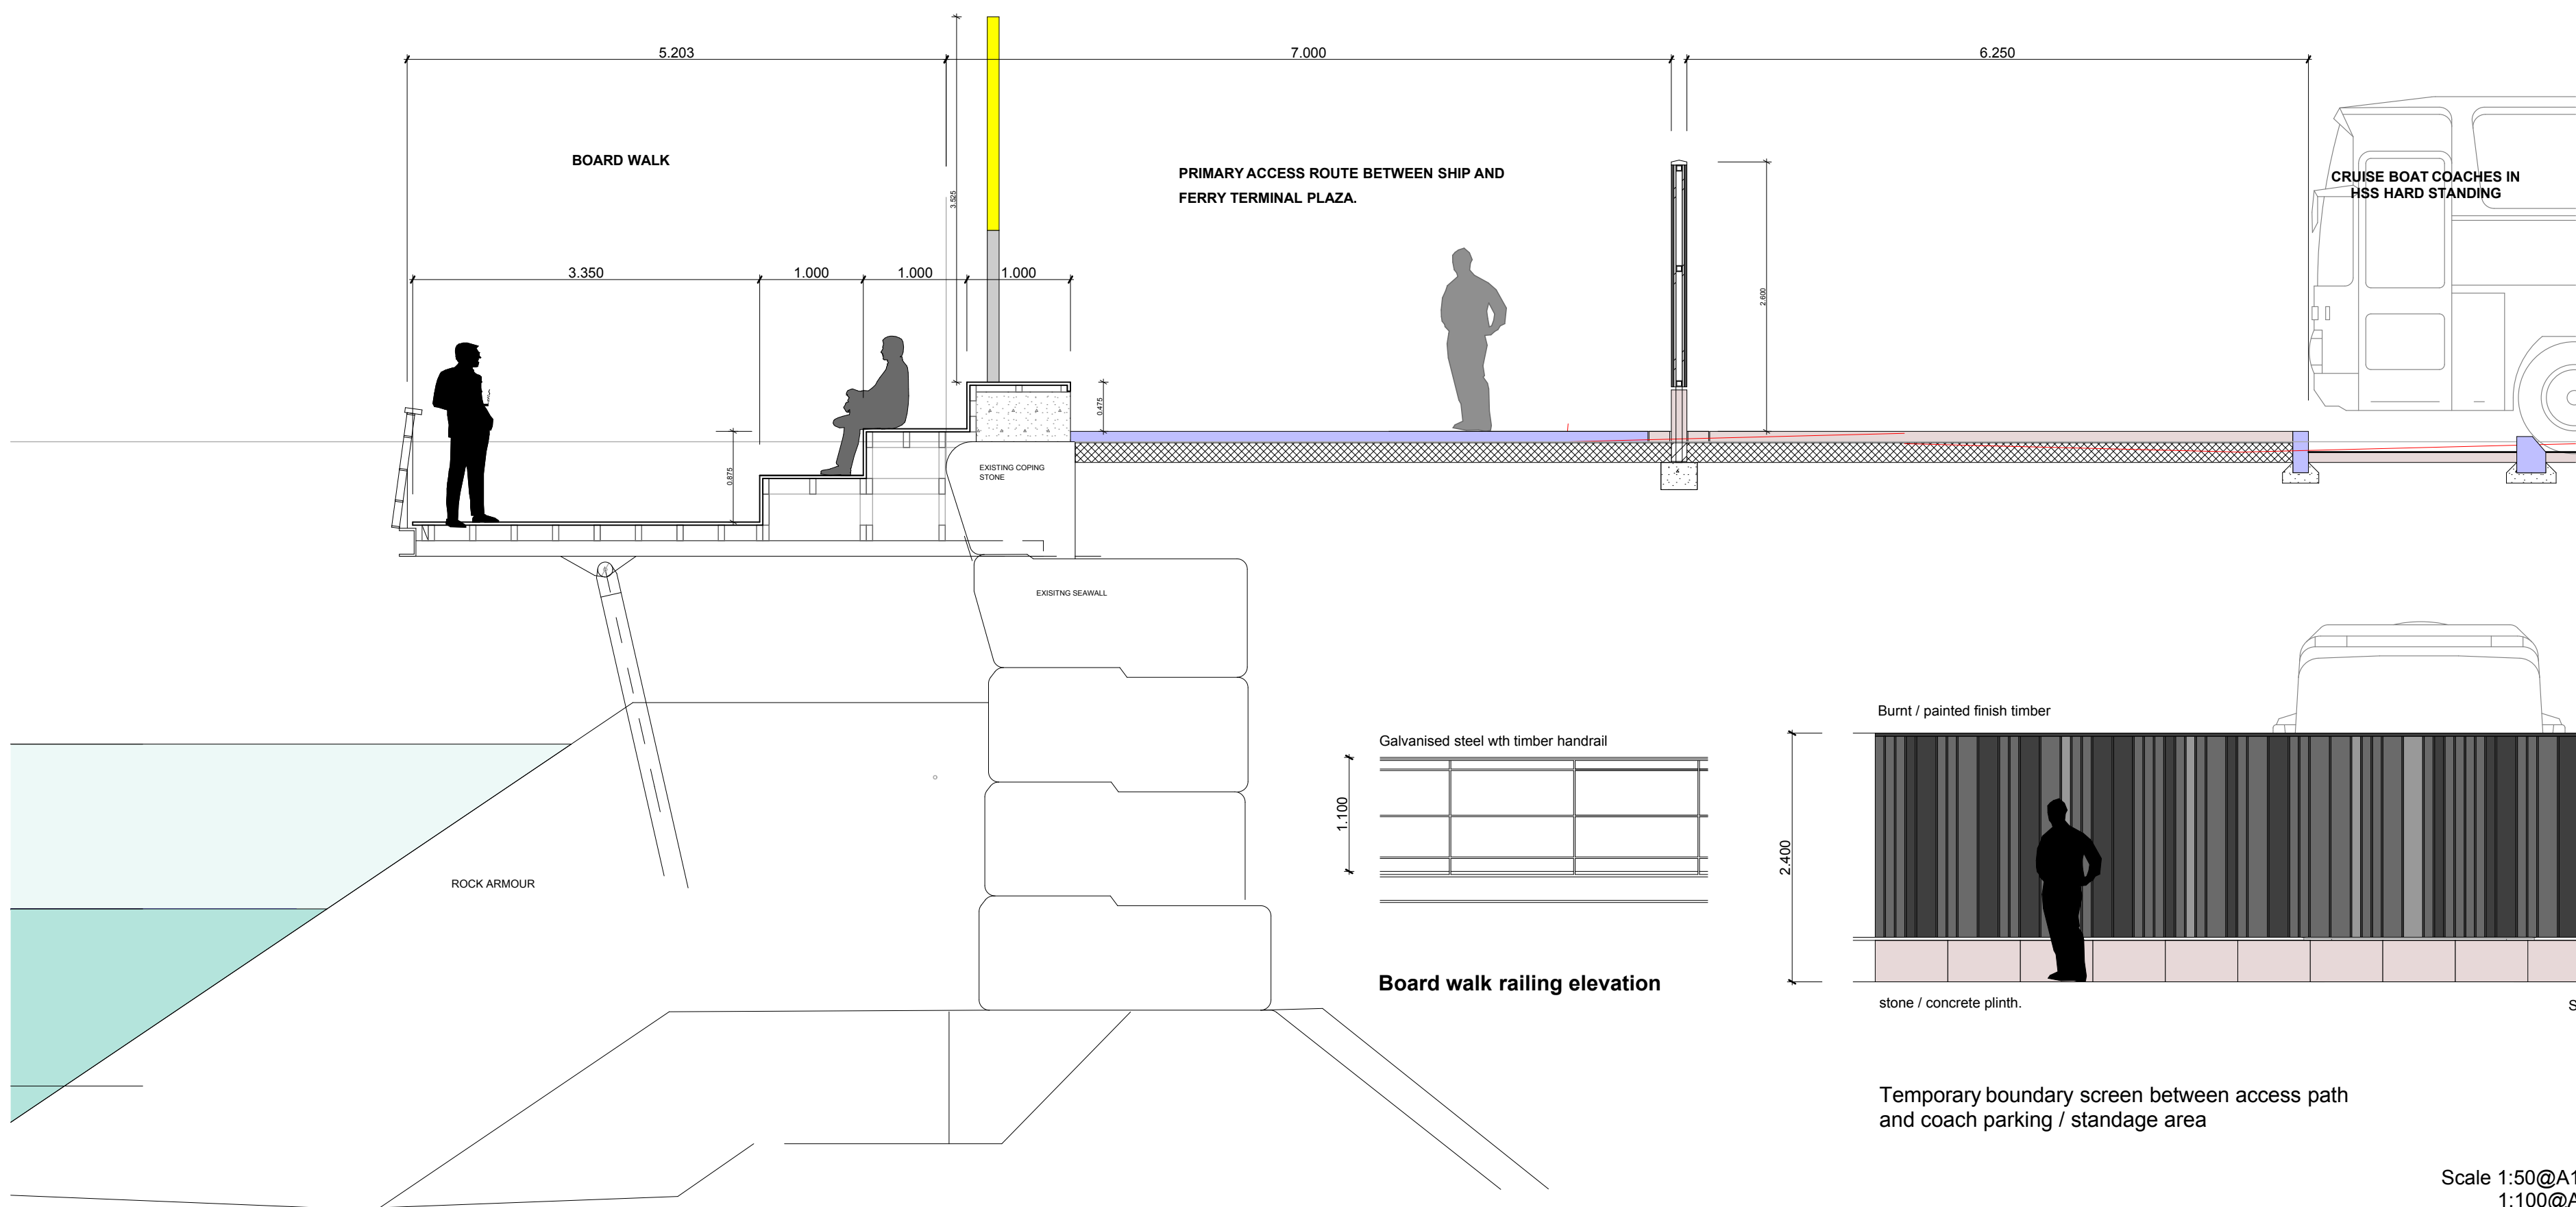 5.203
7.000
6.250
BOARD WALK
PRIMARY ACCESS ROUTE BETWEEN SHIP AND
FERRY TERMINAL PLAZA.
CRUISE BOAT COACHES IN
HSS HARD STANDING
3.525
3.350
1.000
1.000
1.000
2.600
0.475
0.875
EXISTING COPING
STONE
EXISITNG SEAWALL
ROCK ARMOUR
Galvanised steel wth timber handrail
1.100
Board walk railing elevation
Burnt / painted finish timber
2.400
stone / concrete plinth.
S
Temporary boundary screen between access path
and coach parking / standage area
Scale 1:50@A1
1:100@A